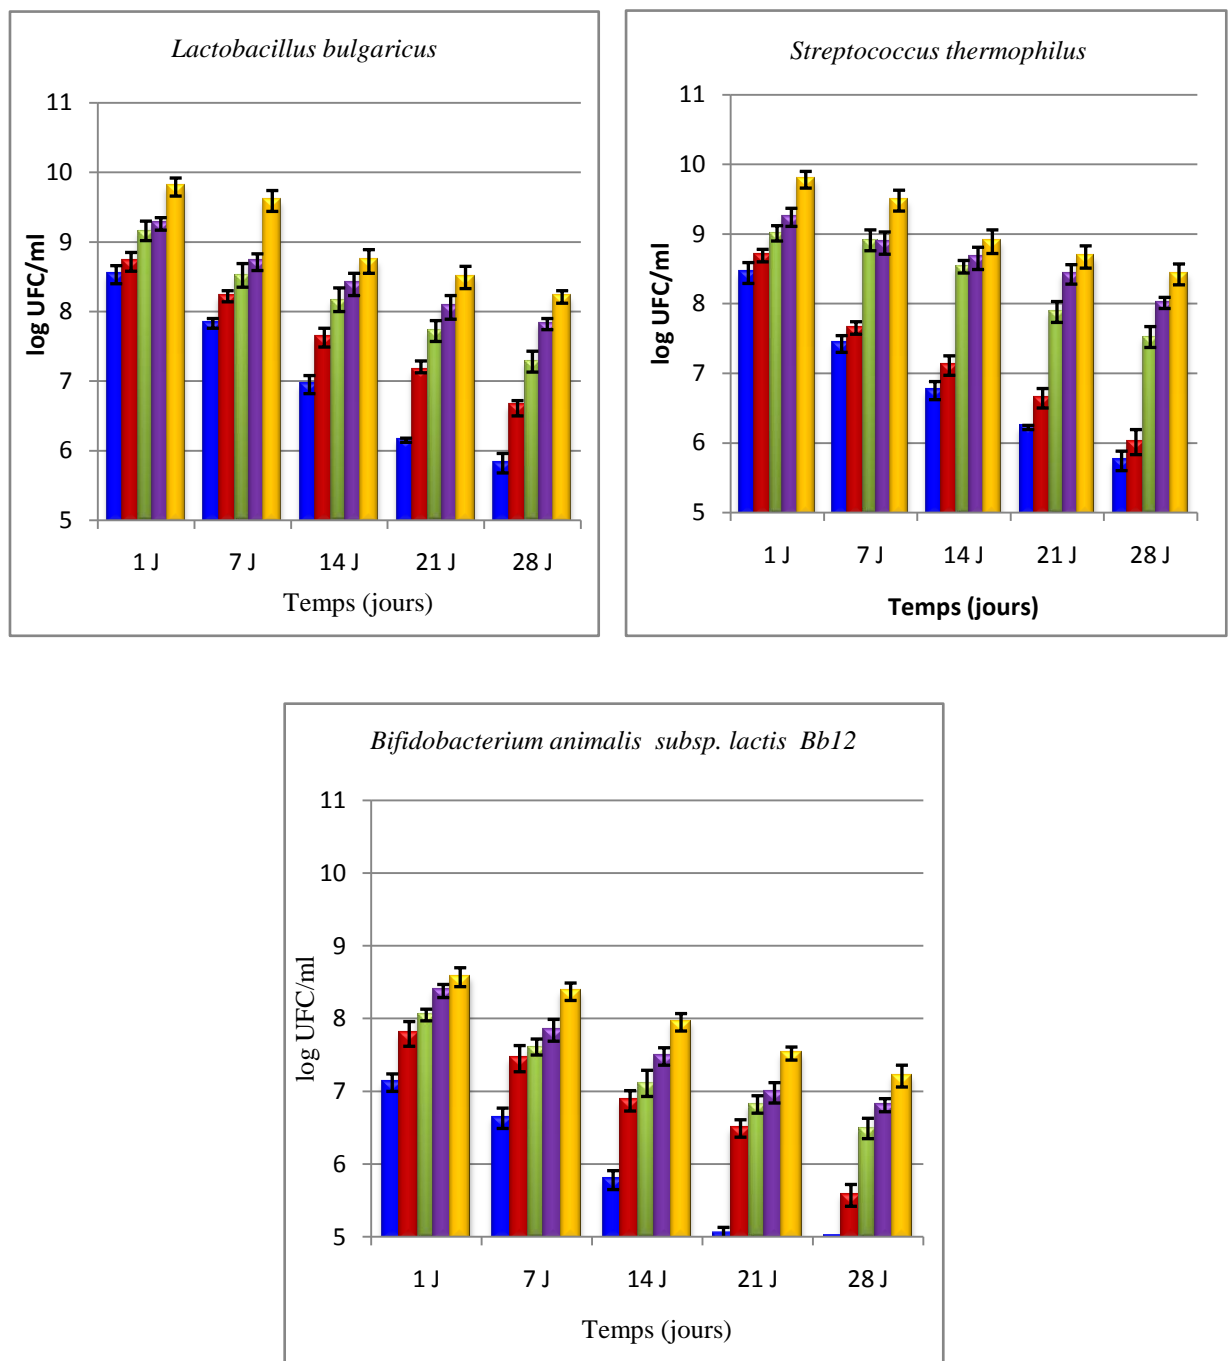 Lactobacillus bulgaricus
11
10
9
8
7
6
5
log UFC/ml
1 J 7 J 14 J 21 J 28 J
Temps (jours)
Streptococcus thermophilus
11
10
9
8
7
6
5
log UFC/ml
1 J 7 J 14 J 21 J 28 J
Temps (jours)
Bifidobacterium animalis subsp. lactis Bb12
11
10
9
8
7
6
5
log UFC/ml
1 J 7 J 14 J 21 J 28 J
Temps (jours)